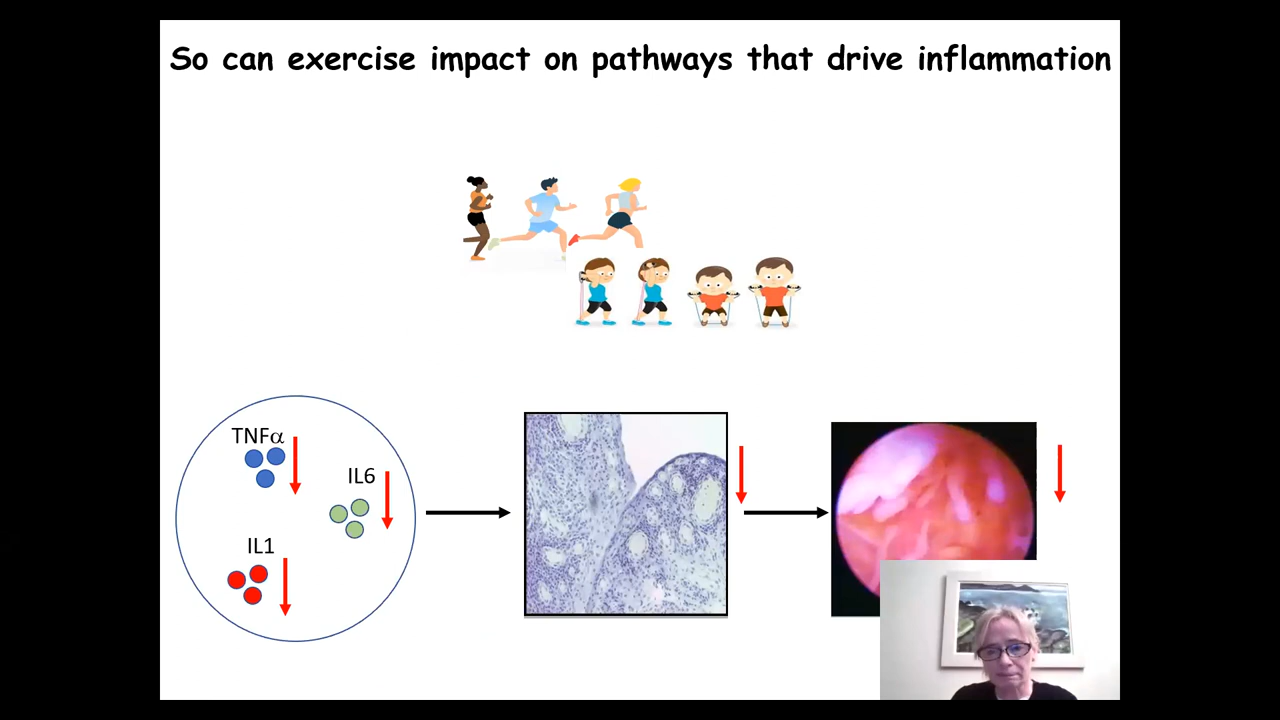 So can exercise impact on pathways that drive inflammation
TNFα
IL6
IL1